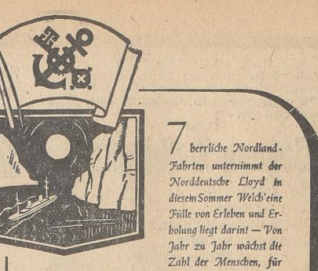 7 herrliche Nordland-
Fahrten unternimmt der
Norddeutsche Lloyd in
diesem Sommer Welch' eine
Fülle von Erleben und Er-
bolung liegt darin! — Von
Jahr zu Jahr wächst die
Zahl der Menschen, für